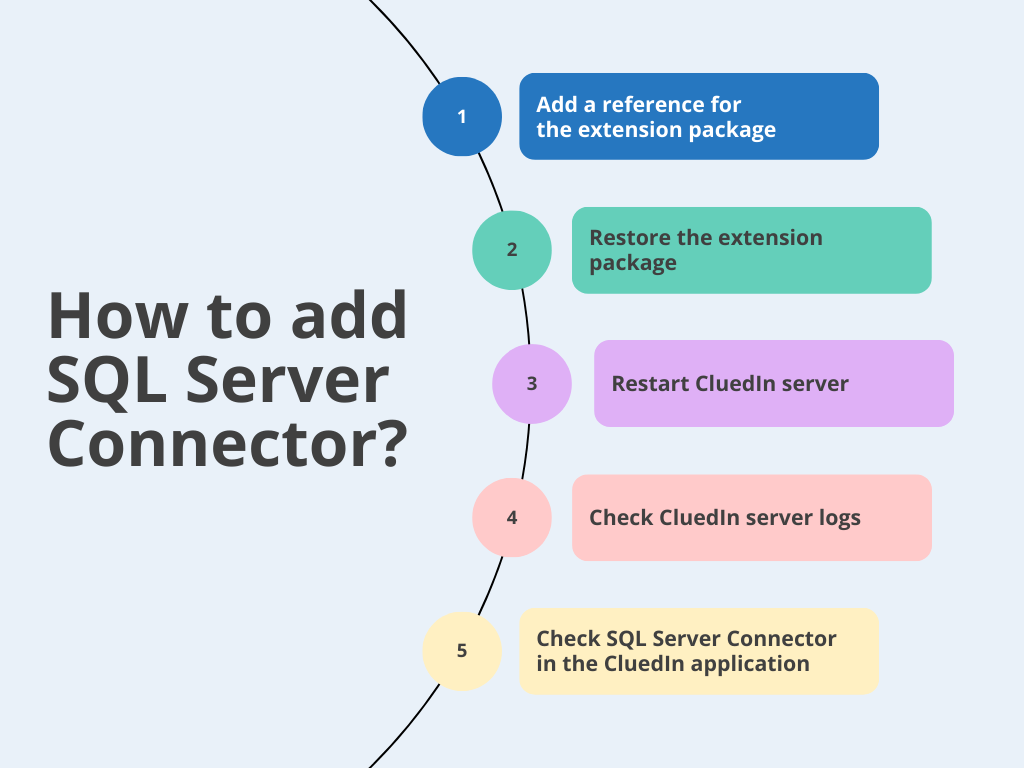 How to add
SQL Server
Connector?
1
Add a reference for
the extension package
2
Restore the extension
package
3
Restart CluedIn server
4
Check CluedIn server logs
5
Check SQL Server Connector
in the CluedIn application